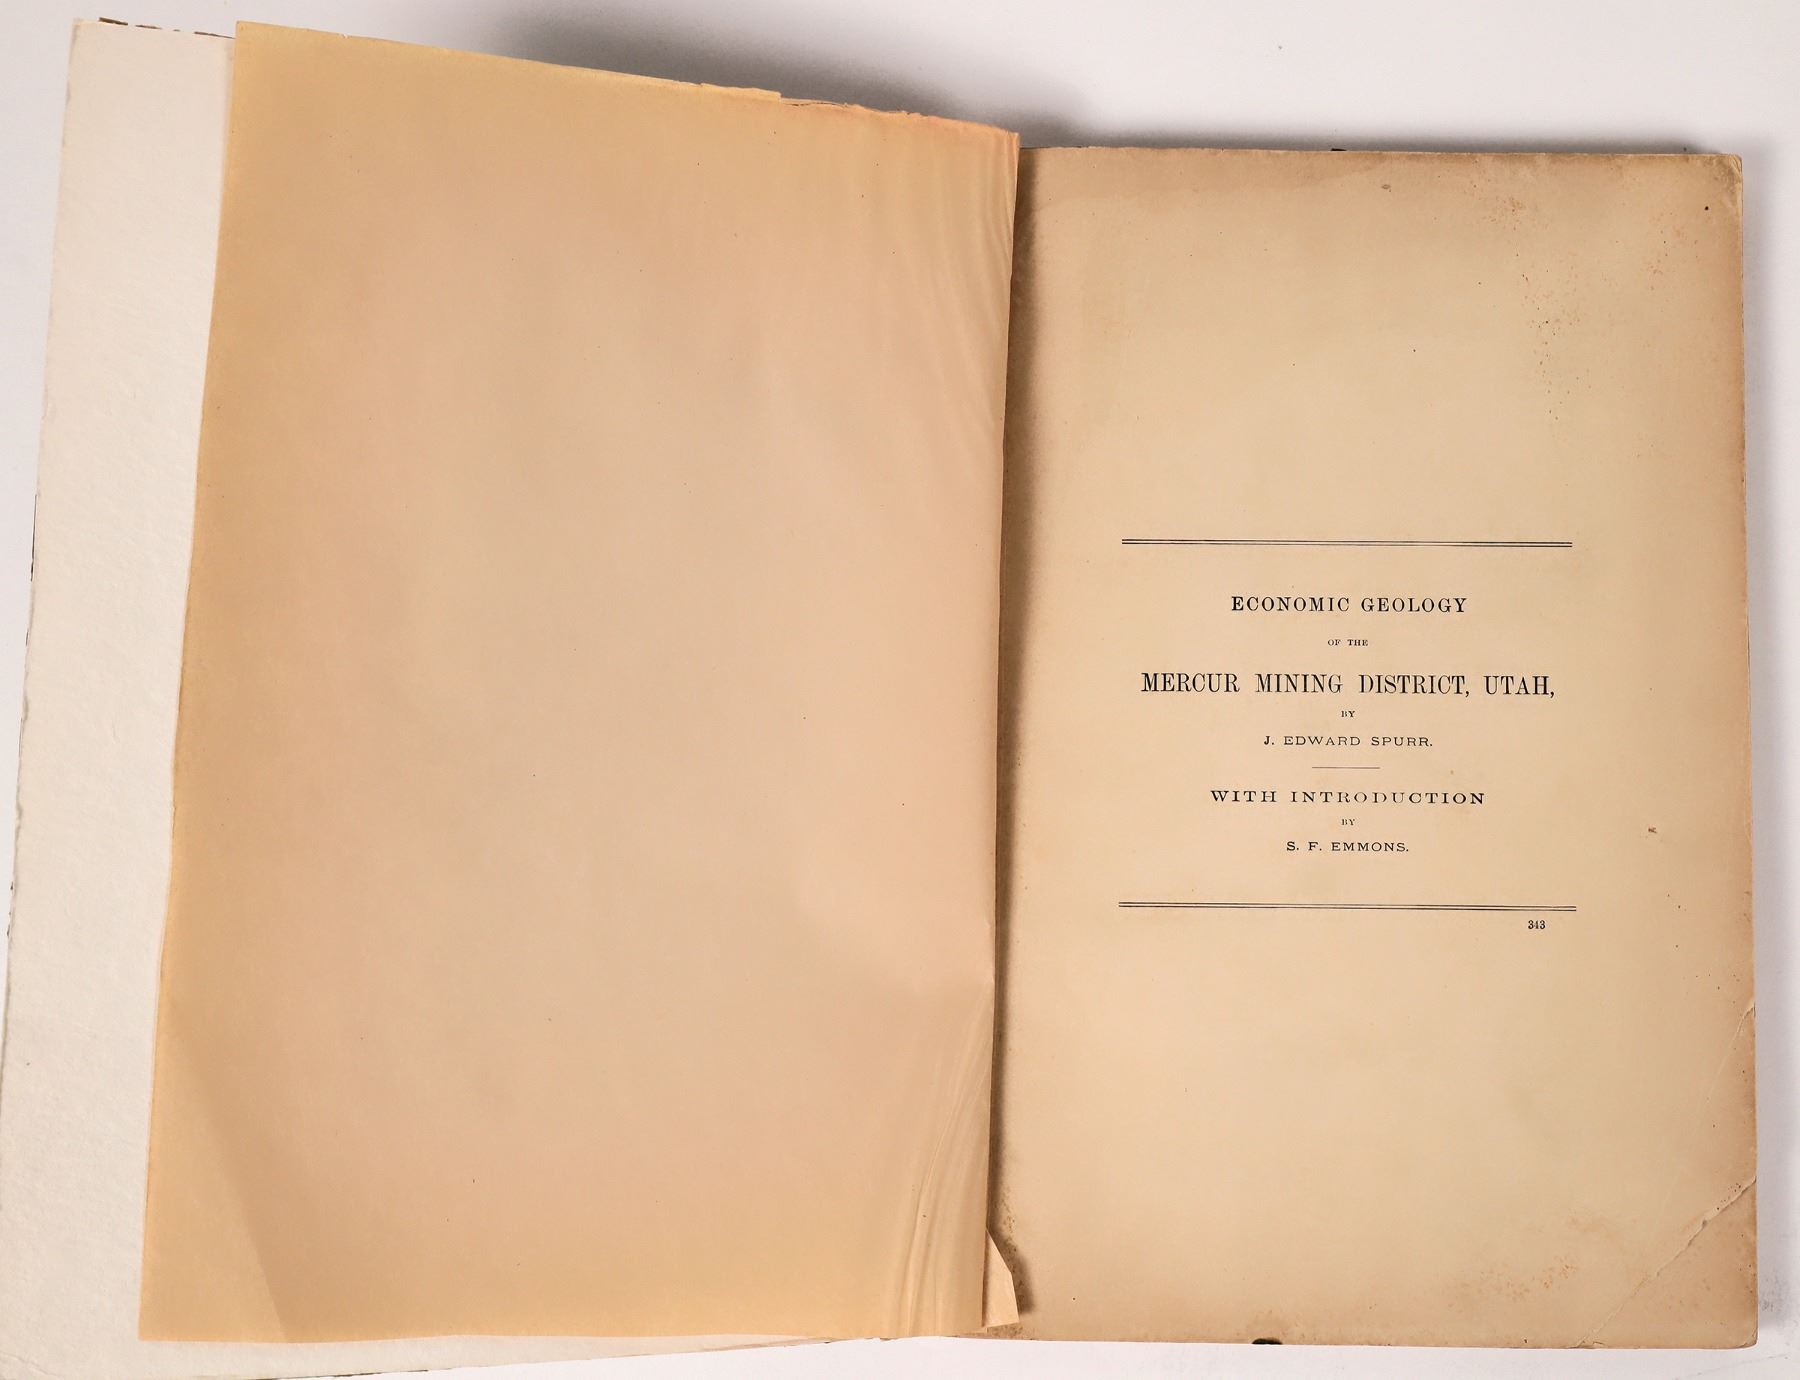 ECONOMIC GEOLOGY
OF THE
MERCUR MINING DISTRICT, UTAH,
BY
J. EDWARD SPURR.
WITH INTRODUCTION
BY
S. F. EMMONS.
343